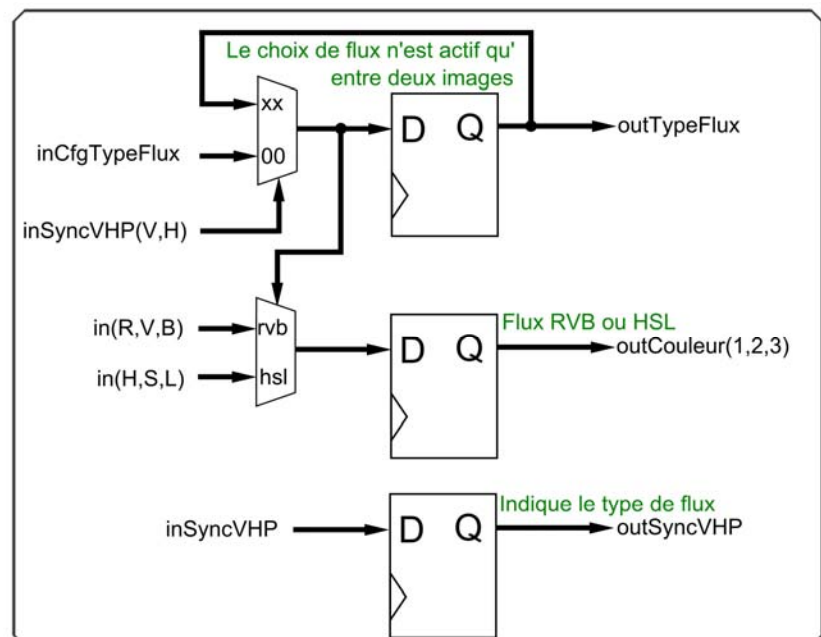 Le choix de flux n'est actif qu'
entre deux images
xx
inCfgTypeFlux
00
D Q
outTypeFlux
inSyncVHP(V,H)
in(R,V,B)
rvb
in(H,S,L)
hsl
D Q
Flux RVB ou HSL
outCouleur(1,2,3)
inSyncVHP
D Q
Indique le type de flux
outSyncVHP